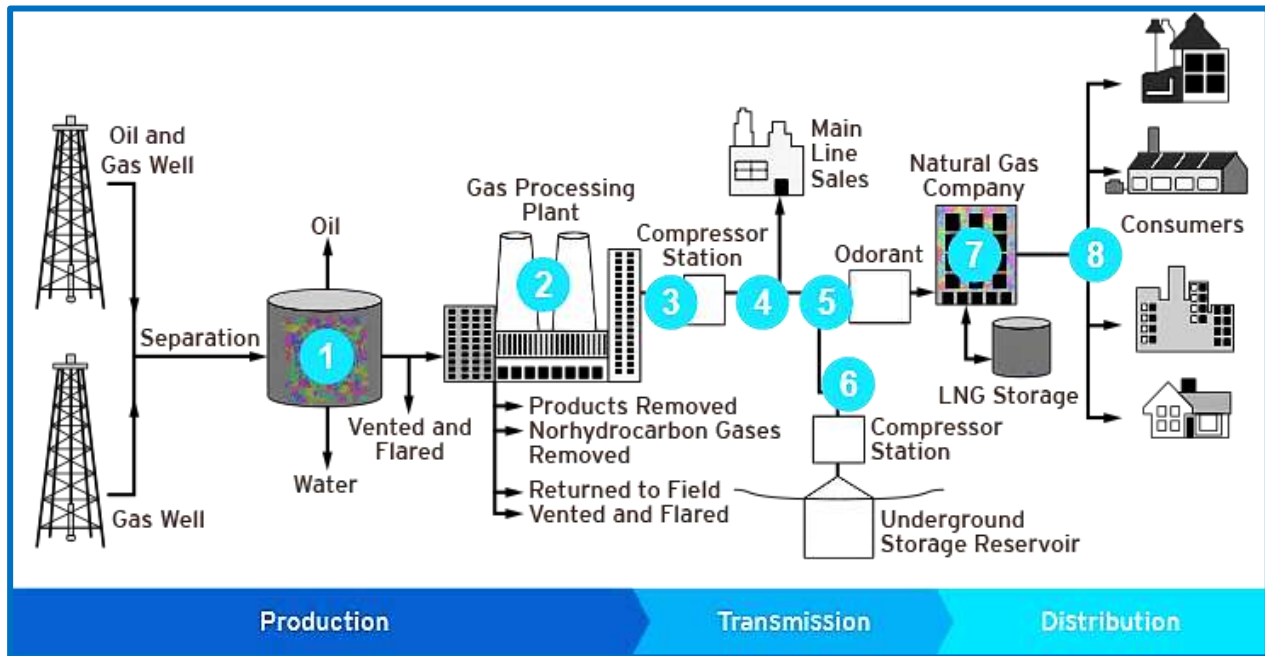 Oil and
Gas Well
Gas Well
Separation
Oil
1
Water
Vented and
Flared
Gas Processing
Plant
2
Products Removed
Norhydrocarbon Gases
Removed
Returned to Field
Vented and Flared
Compressor
Station
3
4
Main
Line
Sales
5
Odorant
6
Compressor
Station
Underground
Storage Reservoir
Natural Gas
Company
7
LNG Storage
8
Consumers
Production
Transmission
Distribution